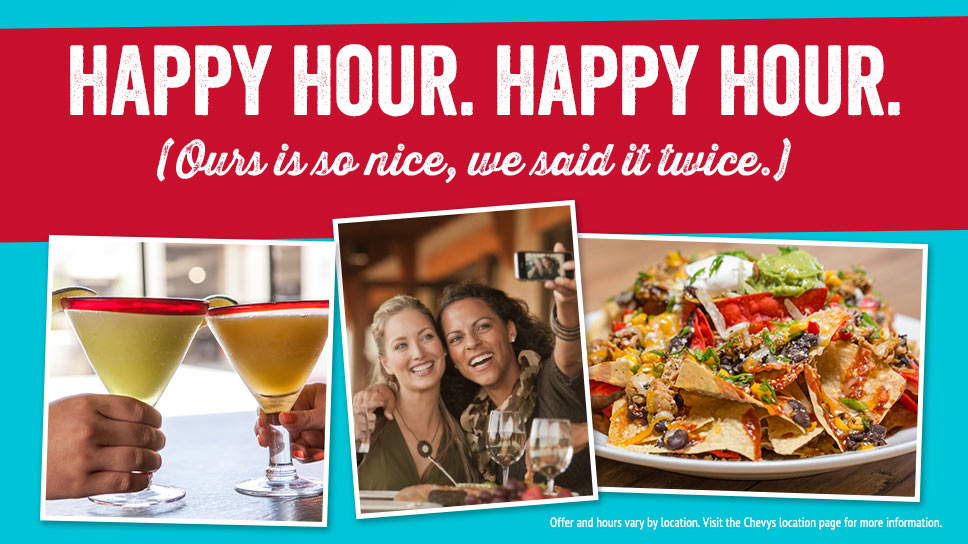 HAPPY HOUR. HAPPY HOUR.
(Ours is so nice, we said it twice.)
Offer and hours vary by location. Visit the Chevys location page for more information.